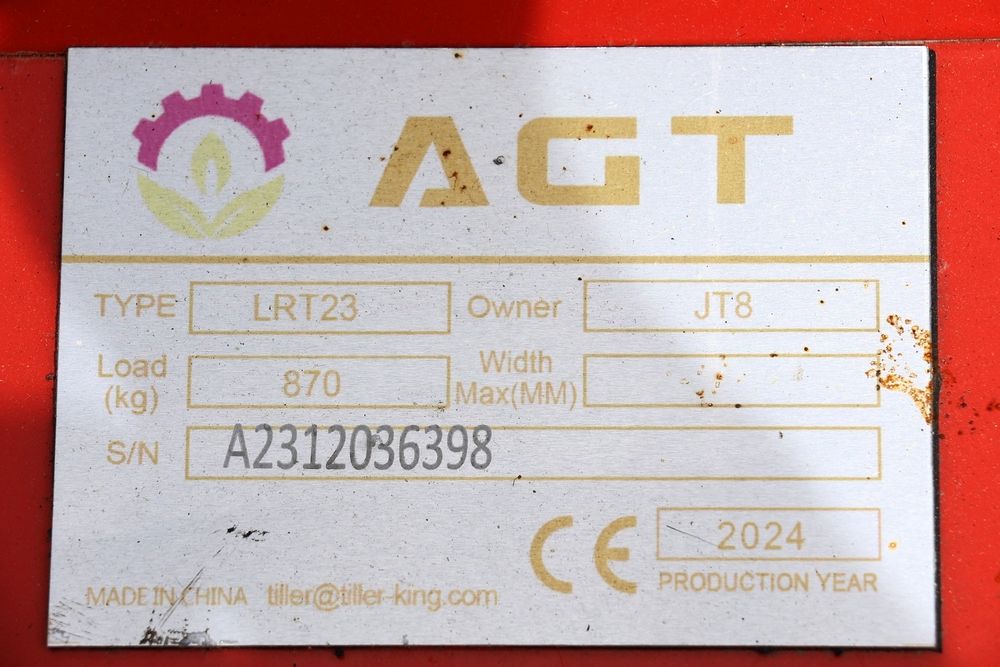 AGT
TYPE LRT23 Owner JT8
Load (kg) 870 Width Max(MM)
S/N A2312036398
CE 2024
PRODUCTION YEAR
MADE IN CHINA tiller@tiller-king.com